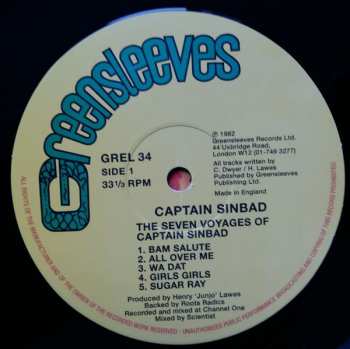 Greensleeves
GREL 34
SIDE 1
33 1/3 RPM
℗ 1982
Greensleeves Records Ltd.
44 Uxbridge Road,
London W12 (01-749 3277)
All tracks written by
C. Dwyer / H. Lawes
Published by Greensleeves
Publishing Ltd.
Made in England
CAPTAIN SINBAD
THE SEVEN VOYAGES OF
CAPTAIN SINBAD
1. BAM SALUTE
2. ALL OVER ME
3. WA DAT
4. GIRLS GIRLS
5. SUGAR RAY
Produced by Henry 'Junjo' Lawes
Backed by Roots Radics
Recorded and mixed at Channel One
Mixed by Scientist
ALL RIGHTS OF THE MANUFACTURER AND OF THE OWNER OF THE RECORDED WORK RESERVED · UNAUTHORISED PUBLIC PERFORMANCE, BROADCASTING AND COPYING OF THIS RECORD PROHIBITED